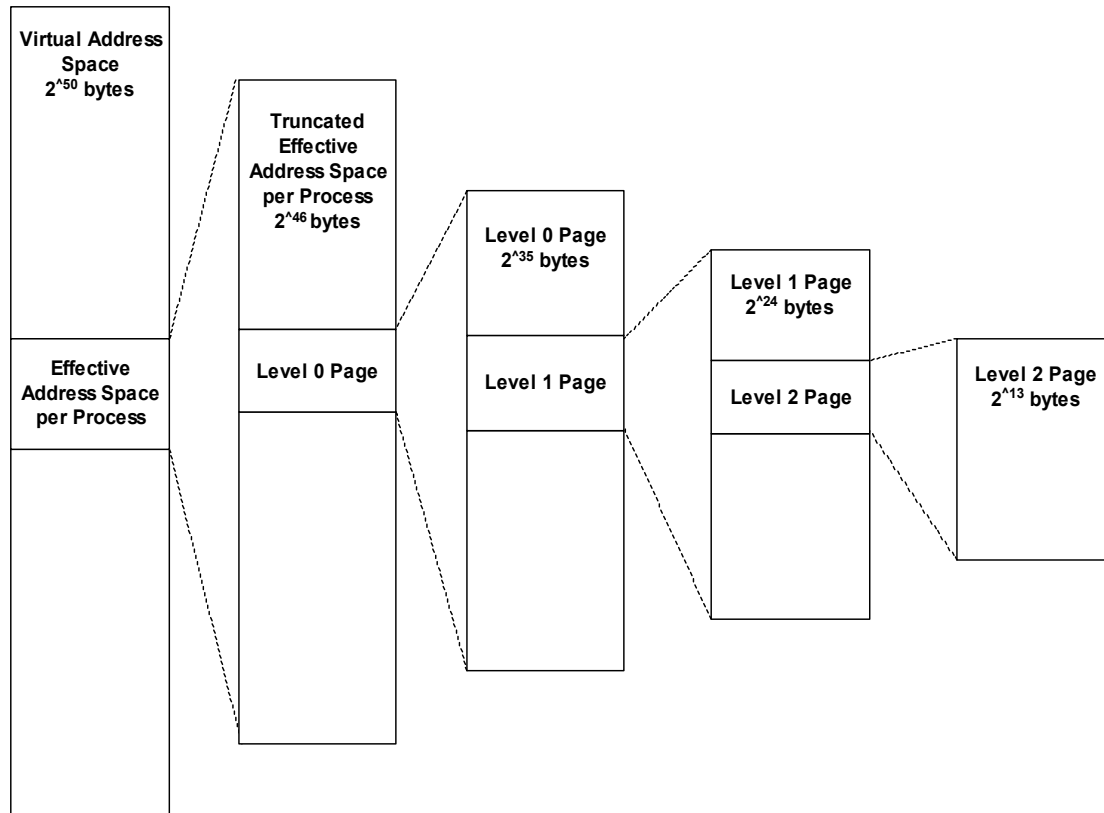 Virtual Address
Space
2^50 bytes
Effective
Address Space
per Process
Truncated
Effective
Address Space
per Process
2^46 bytes
Level 0 Page
Level 0 Page
2^35 bytes
Level 1 Page
Level 1 Page
2^24 bytes
Level 2 Page
Level 2 Page
2^13 bytes